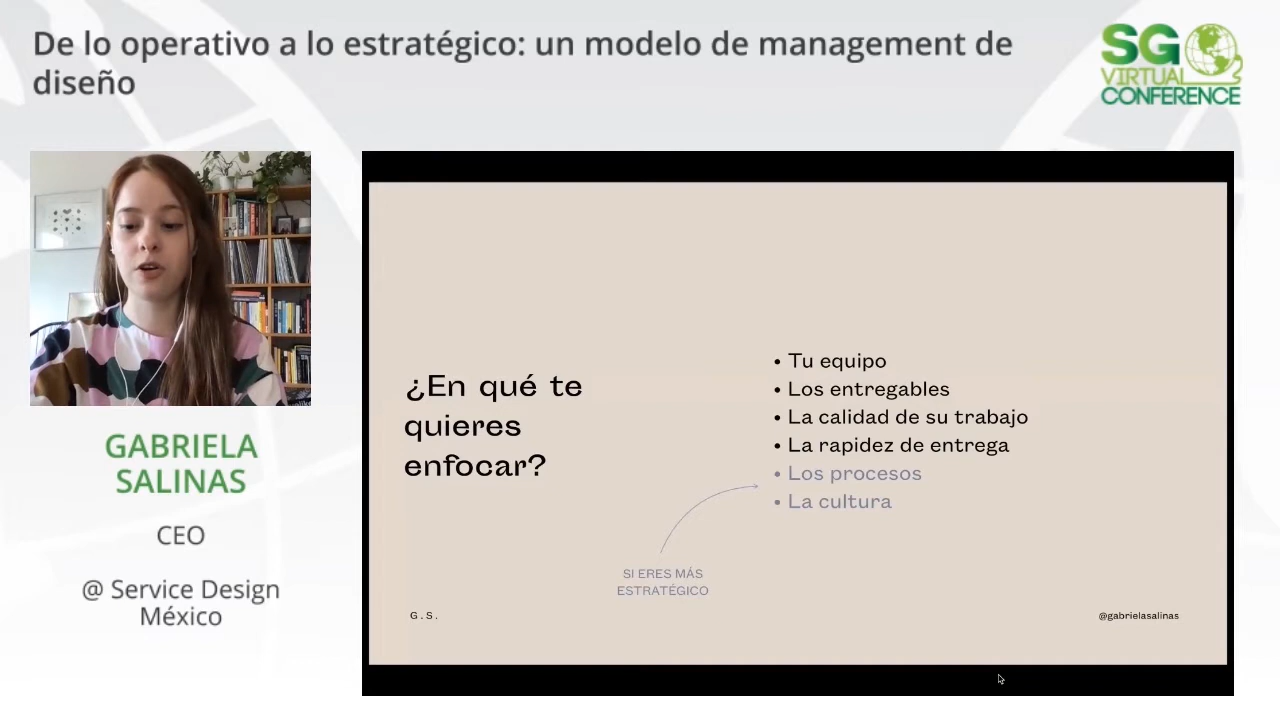 De lo operativo a lo estratégico: un modelo de management de
diseño
SG
VIRTUAL
CONFERENCE
GABRIELA
SALINAS
CEO
@ Service Design
México
¿En qué te
quieres
enfocar?
• Tu equipo
• Los entregables
• La calidad de su trabajo
• La rapidez de entrega
• Los procesos
• La cultura
SI ERES MÁS
ESTRATÉGICO
G.S.
@gabrielasalinas